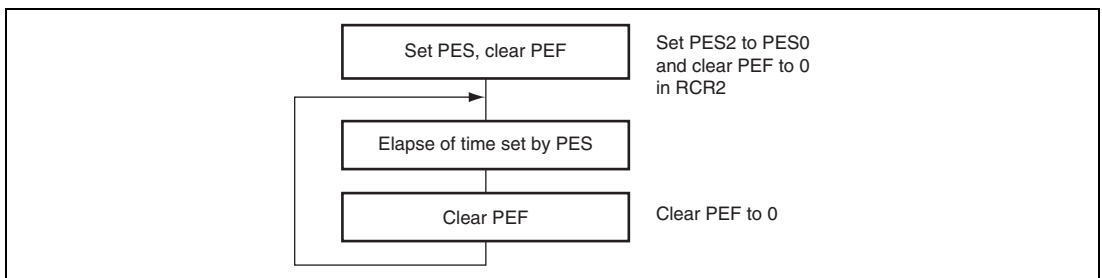 Set PES, clear PEF
Set PES2 to PES0
and clear PEF to 0
in RCR2
Elapse of time set by PES
Clear PEF
Clear PEF to 0